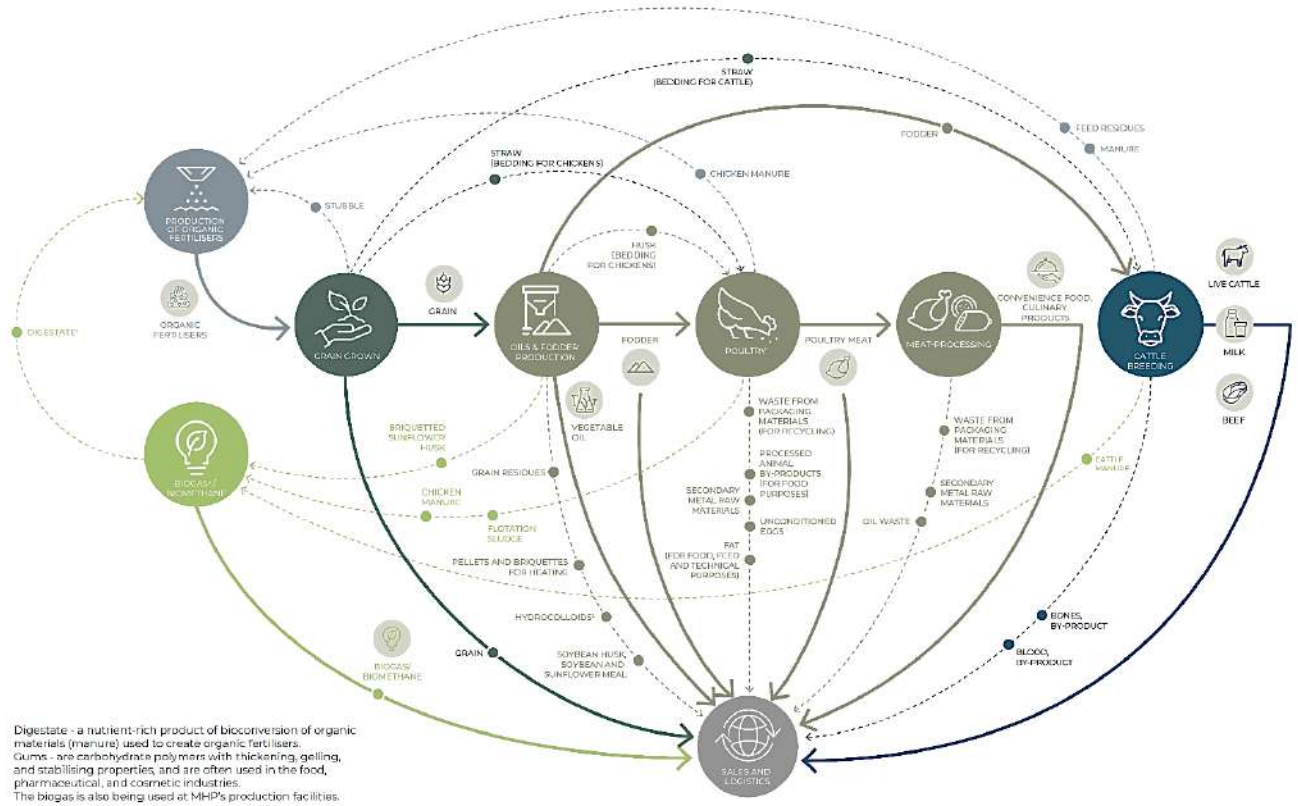 STRAW
(BEDDING FOR CATTLE)
FODDER
FEED RESIDUES
MANURE
STRAW
(BEDDING FOR CHICKENS)
CHICKEN MANURE
PRODUCTION
OF ORGANIC
FERTILISERS
STUBBLE
HUSK
(BEDDING
FOR CHICKENS)
LIVE CATTLE
ORGANIC
FERTILISERS
GRAIN
CONVENIENCE FOOD,
CULINARY
PRODUCTS
DIGESTATE¹
GRAIN GROWN
OILS & FODDER
PRODUCTION
FODDER
POULTRY
POULTRY MEAT
MEAT-PROCESSING
CATTLE
BREEDING
MILK
BEEF
VEGETABLE
OIL
BRIQUETTED
SUNFLOWER
HUSK
WASTE FROM
PACKAGING
MATERIALS
(FOR RECYCLING)
WASTE FROM
PACKAGING
MATERIALS
(FOR RECYCLING)
CATTLE
MANURE
BIOGAS/
BIOMETHANE
GRAIN RESIDUES
PROCESSED
ANIMAL
BY-PRODUCTS
(FOR FOOD
PURPOSES)
CHICKEN
MANURE
SECONDARY
METAL RAW
MATERIALS
SECONDARY
METAL RAW
MATERIALS
FLOTATION
SLUDGE
UNCONDITIONED
EGGS
OIL WASTE
PELLETS AND BRIQUETTES
FOR HEATING
FAT
(FOR FOOD, FEED
AND TECHNICAL
PURPOSES)
HYDROCOLLOIDS¹
BONES,
BY-PRODUCT
BLOOD,
BY-PRODUCT
BIOGAS/
BIOMETHANE
GRAIN
SOYBEAN HUSK,
SOYBEAN AND
SUNFLOWER MEAL
SALES AND
LOGISTICS
Digestate - a nutrient-rich product of bioconversion of organic
materials (manure) used to create organic fertilisers.
Gums - are carbohydrate polymers with thickening, gelling,
and stabilising properties, and are often used in the food,
pharmaceutical, and cosmetic industries.
The biogas is also being used at MHP's production facilities.